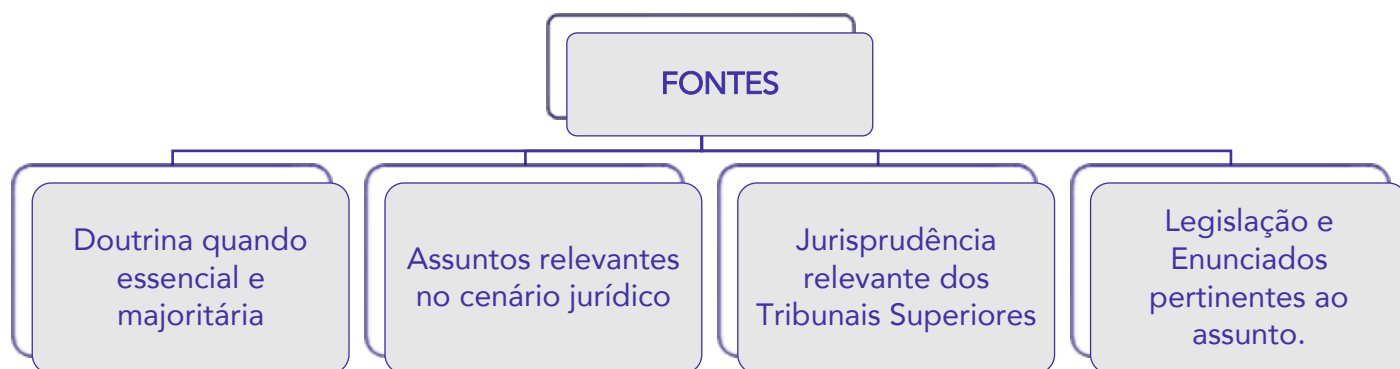 FONTES
Doutrina quando
essencial e
majoritária
Assuntos relevantes
no cenário jurídico
Jurisprudência
relevante dos
Tribunais Superiores
Legislação e
Enunciados
pertinentes ao
assunto.